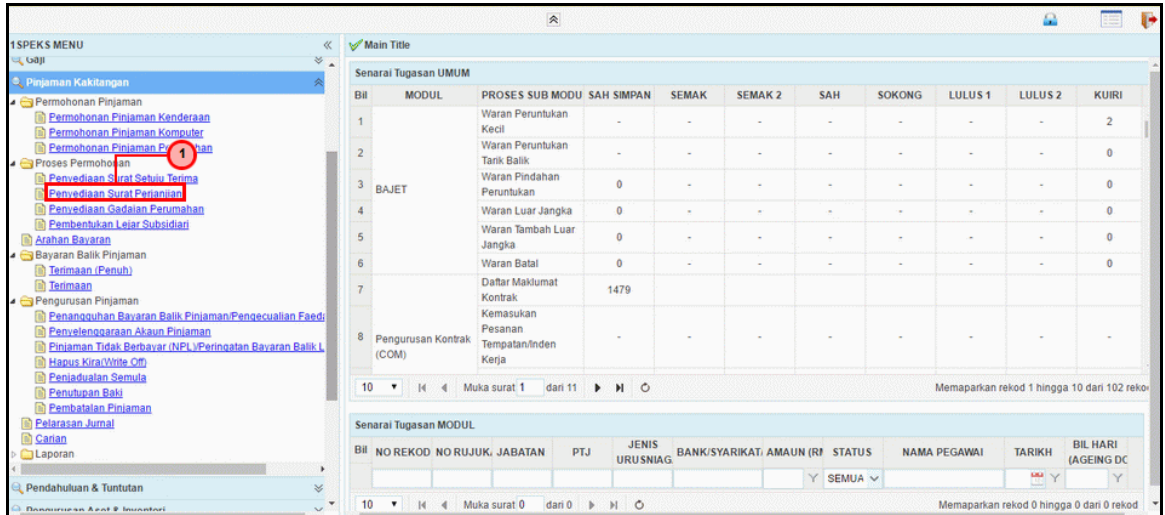 1SPEKS MENU
Gaji
Pinjaman Kakitangan
Permohonan Pinjaman
Permohonan Pinjaman Kenderaan
Permohonan Pinjaman Komputer
Permohonan Pinjaman
Proses Permohonan
1
Penyediaan Surat Setuju Terima
Penyediaan Surat Perjanjian
Penyediaan Gadaian Perumahan
Pembentukan Lejar Subsidiari
Arahan Bayaran
Bayaran Balik Pinjaman
Terimaan (Penuh)
Terimaan
Pengurusan Pinjaman
Penangguhan Bayaran Balik Pinjaman/Pengecualian Faeda
Penyelenggaraan Akaun Pinjaman
Pinjaman Tidak Berbayar (NPL)/Peringatan Bayaran Balik L
Hapus Kira(Write Off)
Penjadualan Semula
Penutupan Baki
Pembatalan Pinjaman
Pelarasan Jurnal
Carian
Laporan
Pendahuluan & Tuntutan
Pengurusan Aset & Inventori
Main Title
Senarai Tugasan UMUM
Bil MODUL PROSES SUB MODU SAH SIMPAN SEMAK SEMAK 2 SAH SOKONG LULUS 1 LULUS 2 KUIRI
BAJET
1 Waran Peruntukan Kecil - - - - - - - 2
2 Waran Peruntukan Tarik Balik - - - - - - - 0
3 Waran Pindahan Peruntukan 0 - - - - - - 0
4 Waran Luar Jangka 0 - - - - - - 0
5 Waran Tambah Luar Jangka 0 - - - - - - 0
6 Waran Batal 0 - - - - - - 0
Pengurusan Kontrak (COM)
7 Daftar Maklumat Kontrak 1479
8 Kemasukan Pesanan Tempatan/Inden Kerja - - - - - - - -
10 Muka surat 1 dari 11 Memaparkan rekod 1 hingga 10 dari 102 reko
Senarai Tugasan MODUL
Bil NO REKOD NO RUJUK JABATAN PTJ JENIS URUSNIAG BANK/SYARIKAT AMAUN (RM STATUS NAMA PEGAWAI TARIKH BIL HARI (AGEING DC
SEMUA
10 Muka surat 0 dari 0 Memaparkan rekod 0 hingga 0 dari 0 rekod